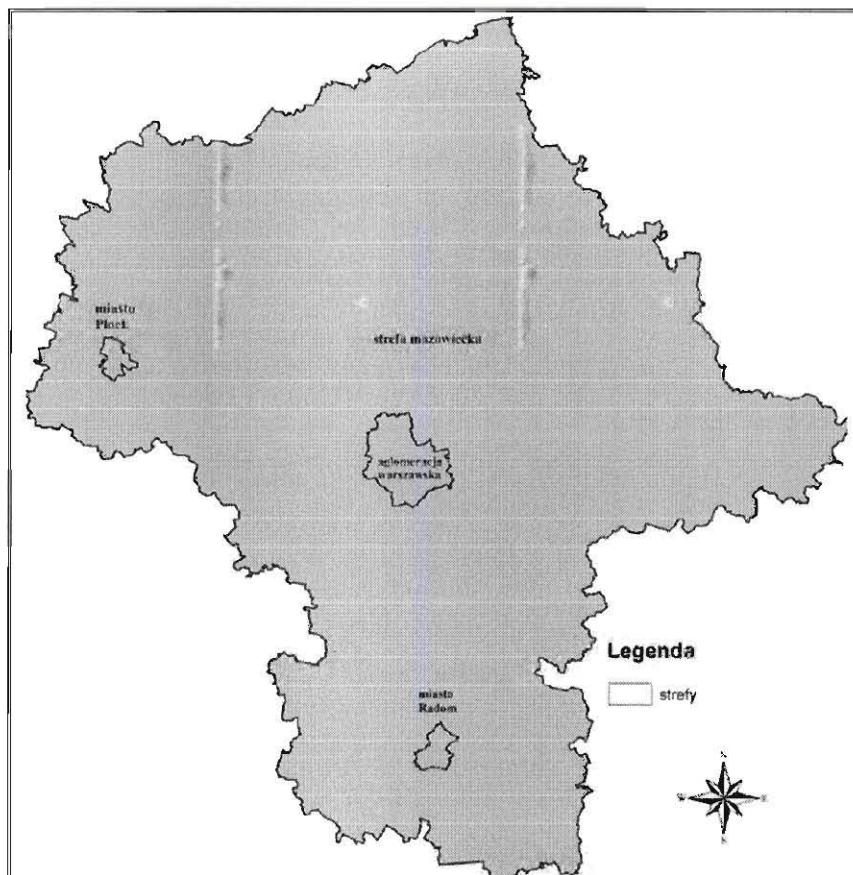 miasto
Płock
strefa mazowiecka
aglomeracja
warszawska
miasto
Radom
Legenda
strefy